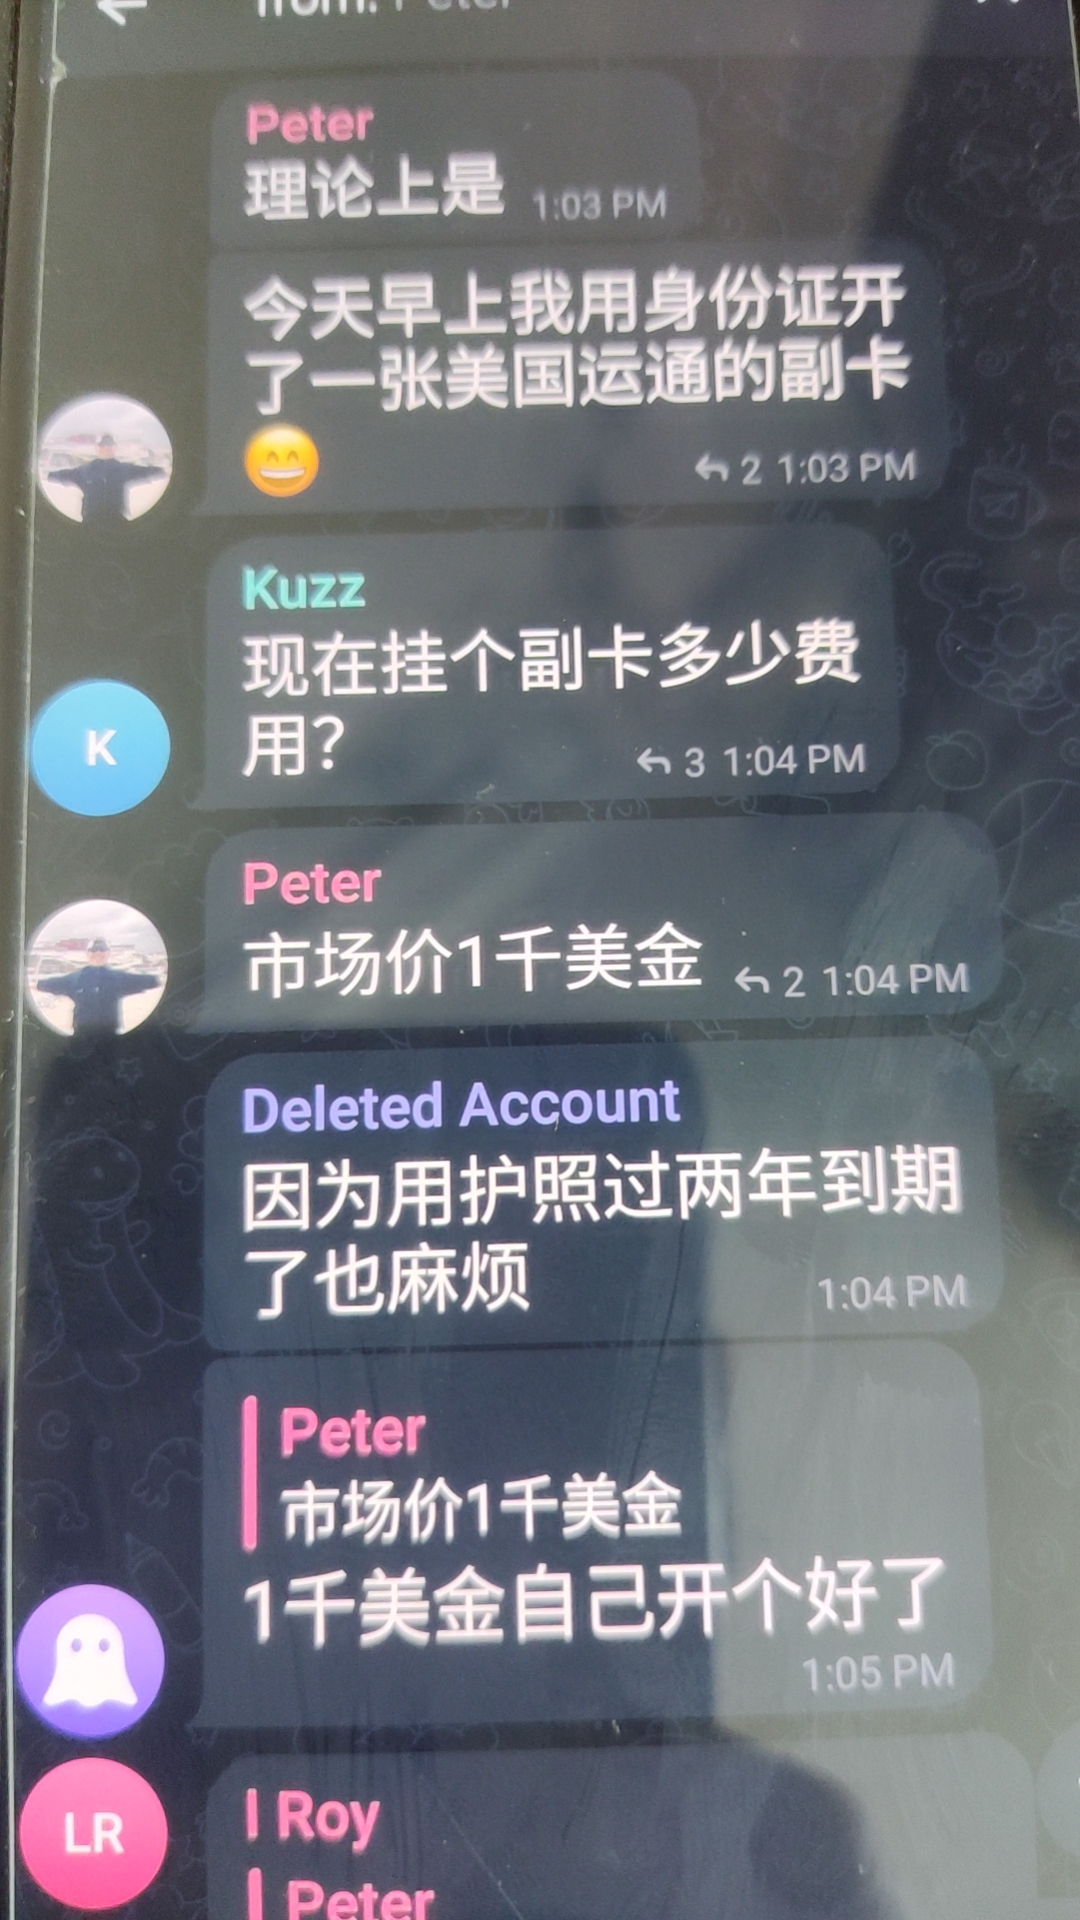 from: Peter
Peter
理论上是 1:03 PM
今天早上我用身份证开
了一张美国运通的副卡
😄 2 1:03 PM
Kuzz
现在挂个副卡多少费
用? 3 1:04 PM
K
Peter
市场价1千美金 2 1:04 PM
Deleted Account
因为用护照过两年到期
了也麻烦 1:04 PM
Peter
市场价1千美金
1千美金自己开个好了
1:05 PM
l Roy
LR
Peter